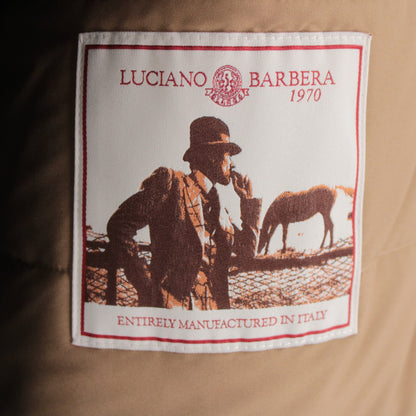 LUCIANO BARBERA
1970
ENTIRELY MANUFACTURED IN ITALY